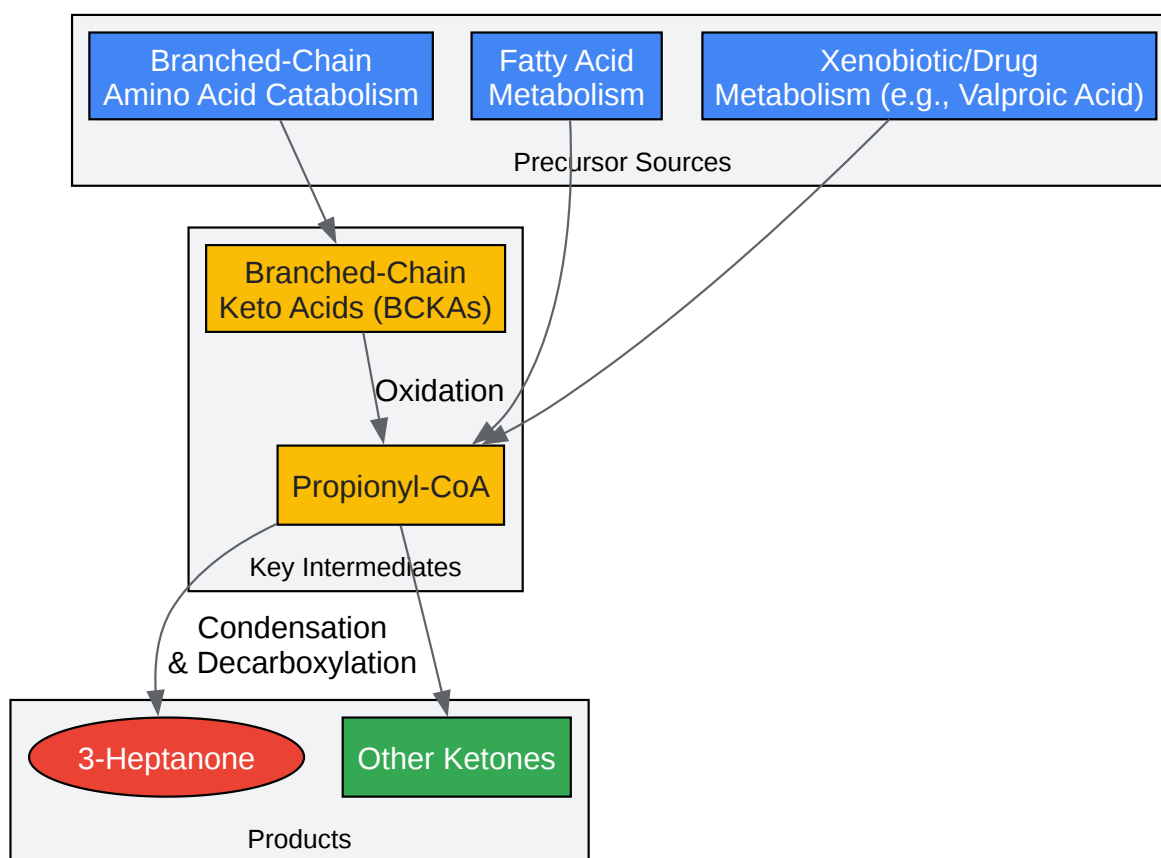 Branched-Chain
Amino Acid Catabolism
Fatty Acid
Metabolism
Xenobiotic/Drug
Metabolism (e.g., Valproic Acid)
Precursor Sources
Branched-Chain
Keto Acids (BCKAs)
Oxidation
Propionyl-CoA
Key Intermediates
Condensation
& Decarboxylation
3-Heptanone
Other Ketones
Products